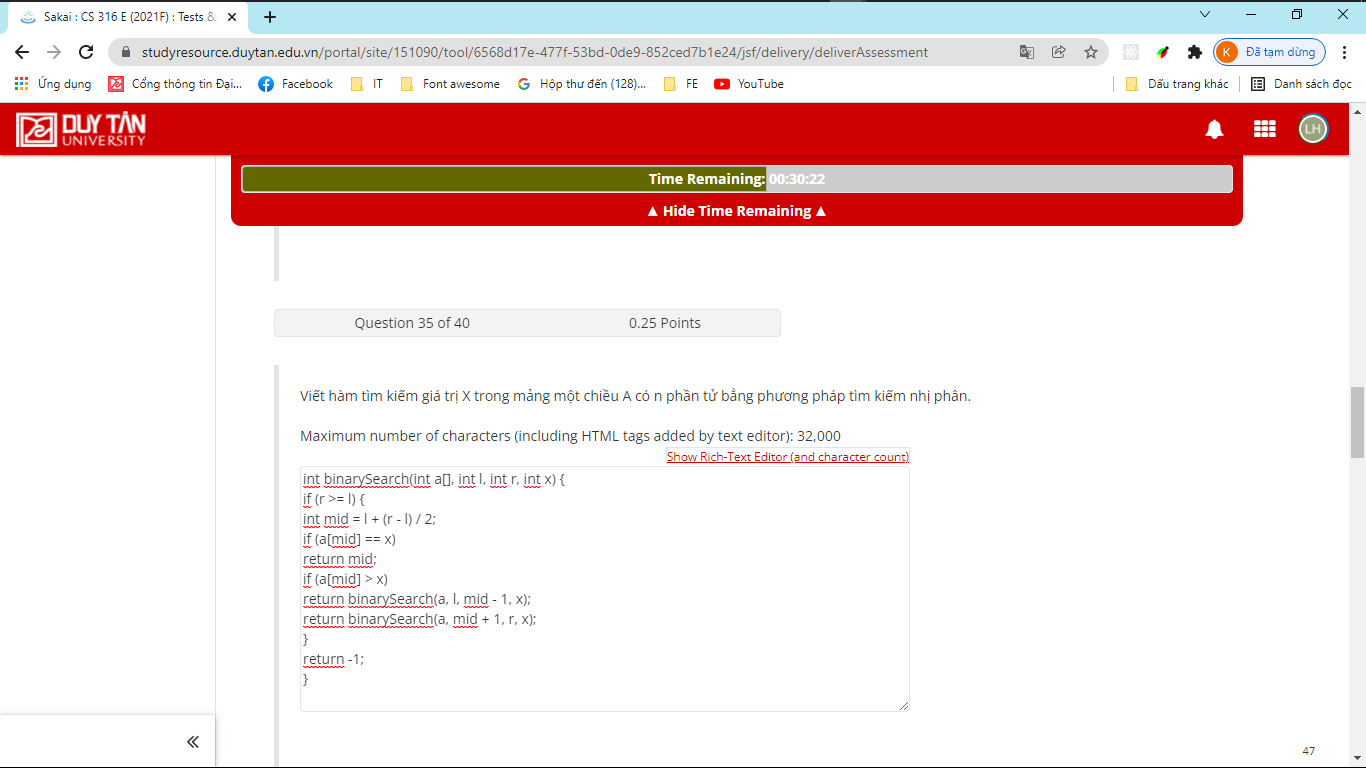 Sakai : CS 316 E (2021F) : Tests &
studyresource.duytan.edu.vn/portal/site/151090/tool/6568d17e-477f-53bd-0de9-852ced7b1e24/jsf/delivery/deliverAssessment
K Đã tạm dừng
Ứng dụng Cổng thông tin Đại... Facebook IT Font awesome Hộp thư đến (128)... FE YouTube Dấu trang khác Danh sách đọc
DUY TÂN
UNIVERSITY
LH
Time Remaining: 00:30:22
▲ Hide Time Remaining ▲
Question 35 of 40 0.25 Points
Viết hàm tìm kiếm giá trị X trong mảng một chiều A có n phần tử bằng phương pháp tìm kiếm nhị phân.
Maximum number of characters (including HTML tags added by text editor): 32,000
Show Rich-Text Editor (and character count)
int binarySearch(int a[], int l, int r, int x) {
if (r >= l) {
int mid = l + (r - l) / 2;
if (a[mid] == x)
return mid;
if (a[mid] > x)
return binarySearch(a, l, mid - 1, x);
return binarySearch(a, mid + 1, r, x);
}
return -1;
}
47